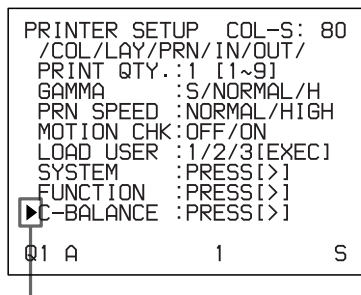 PRINTER SETUP COL-S: 80
/COL/LAY/PRN/IN/OUT/
PRINT QTY.:1 [1~9]
GAMMA :S/NORMAL/H
PRN SPEED :NORMAL/HIGH
MOTION CHK:OFF/ON
LOAD USER :1/2/3[EXEC]
SYSTEM :PRESS[>]
FUNCTION :PRESS[>]
▶C-BALANCE :PRESS[>]
Q1 A 1 S